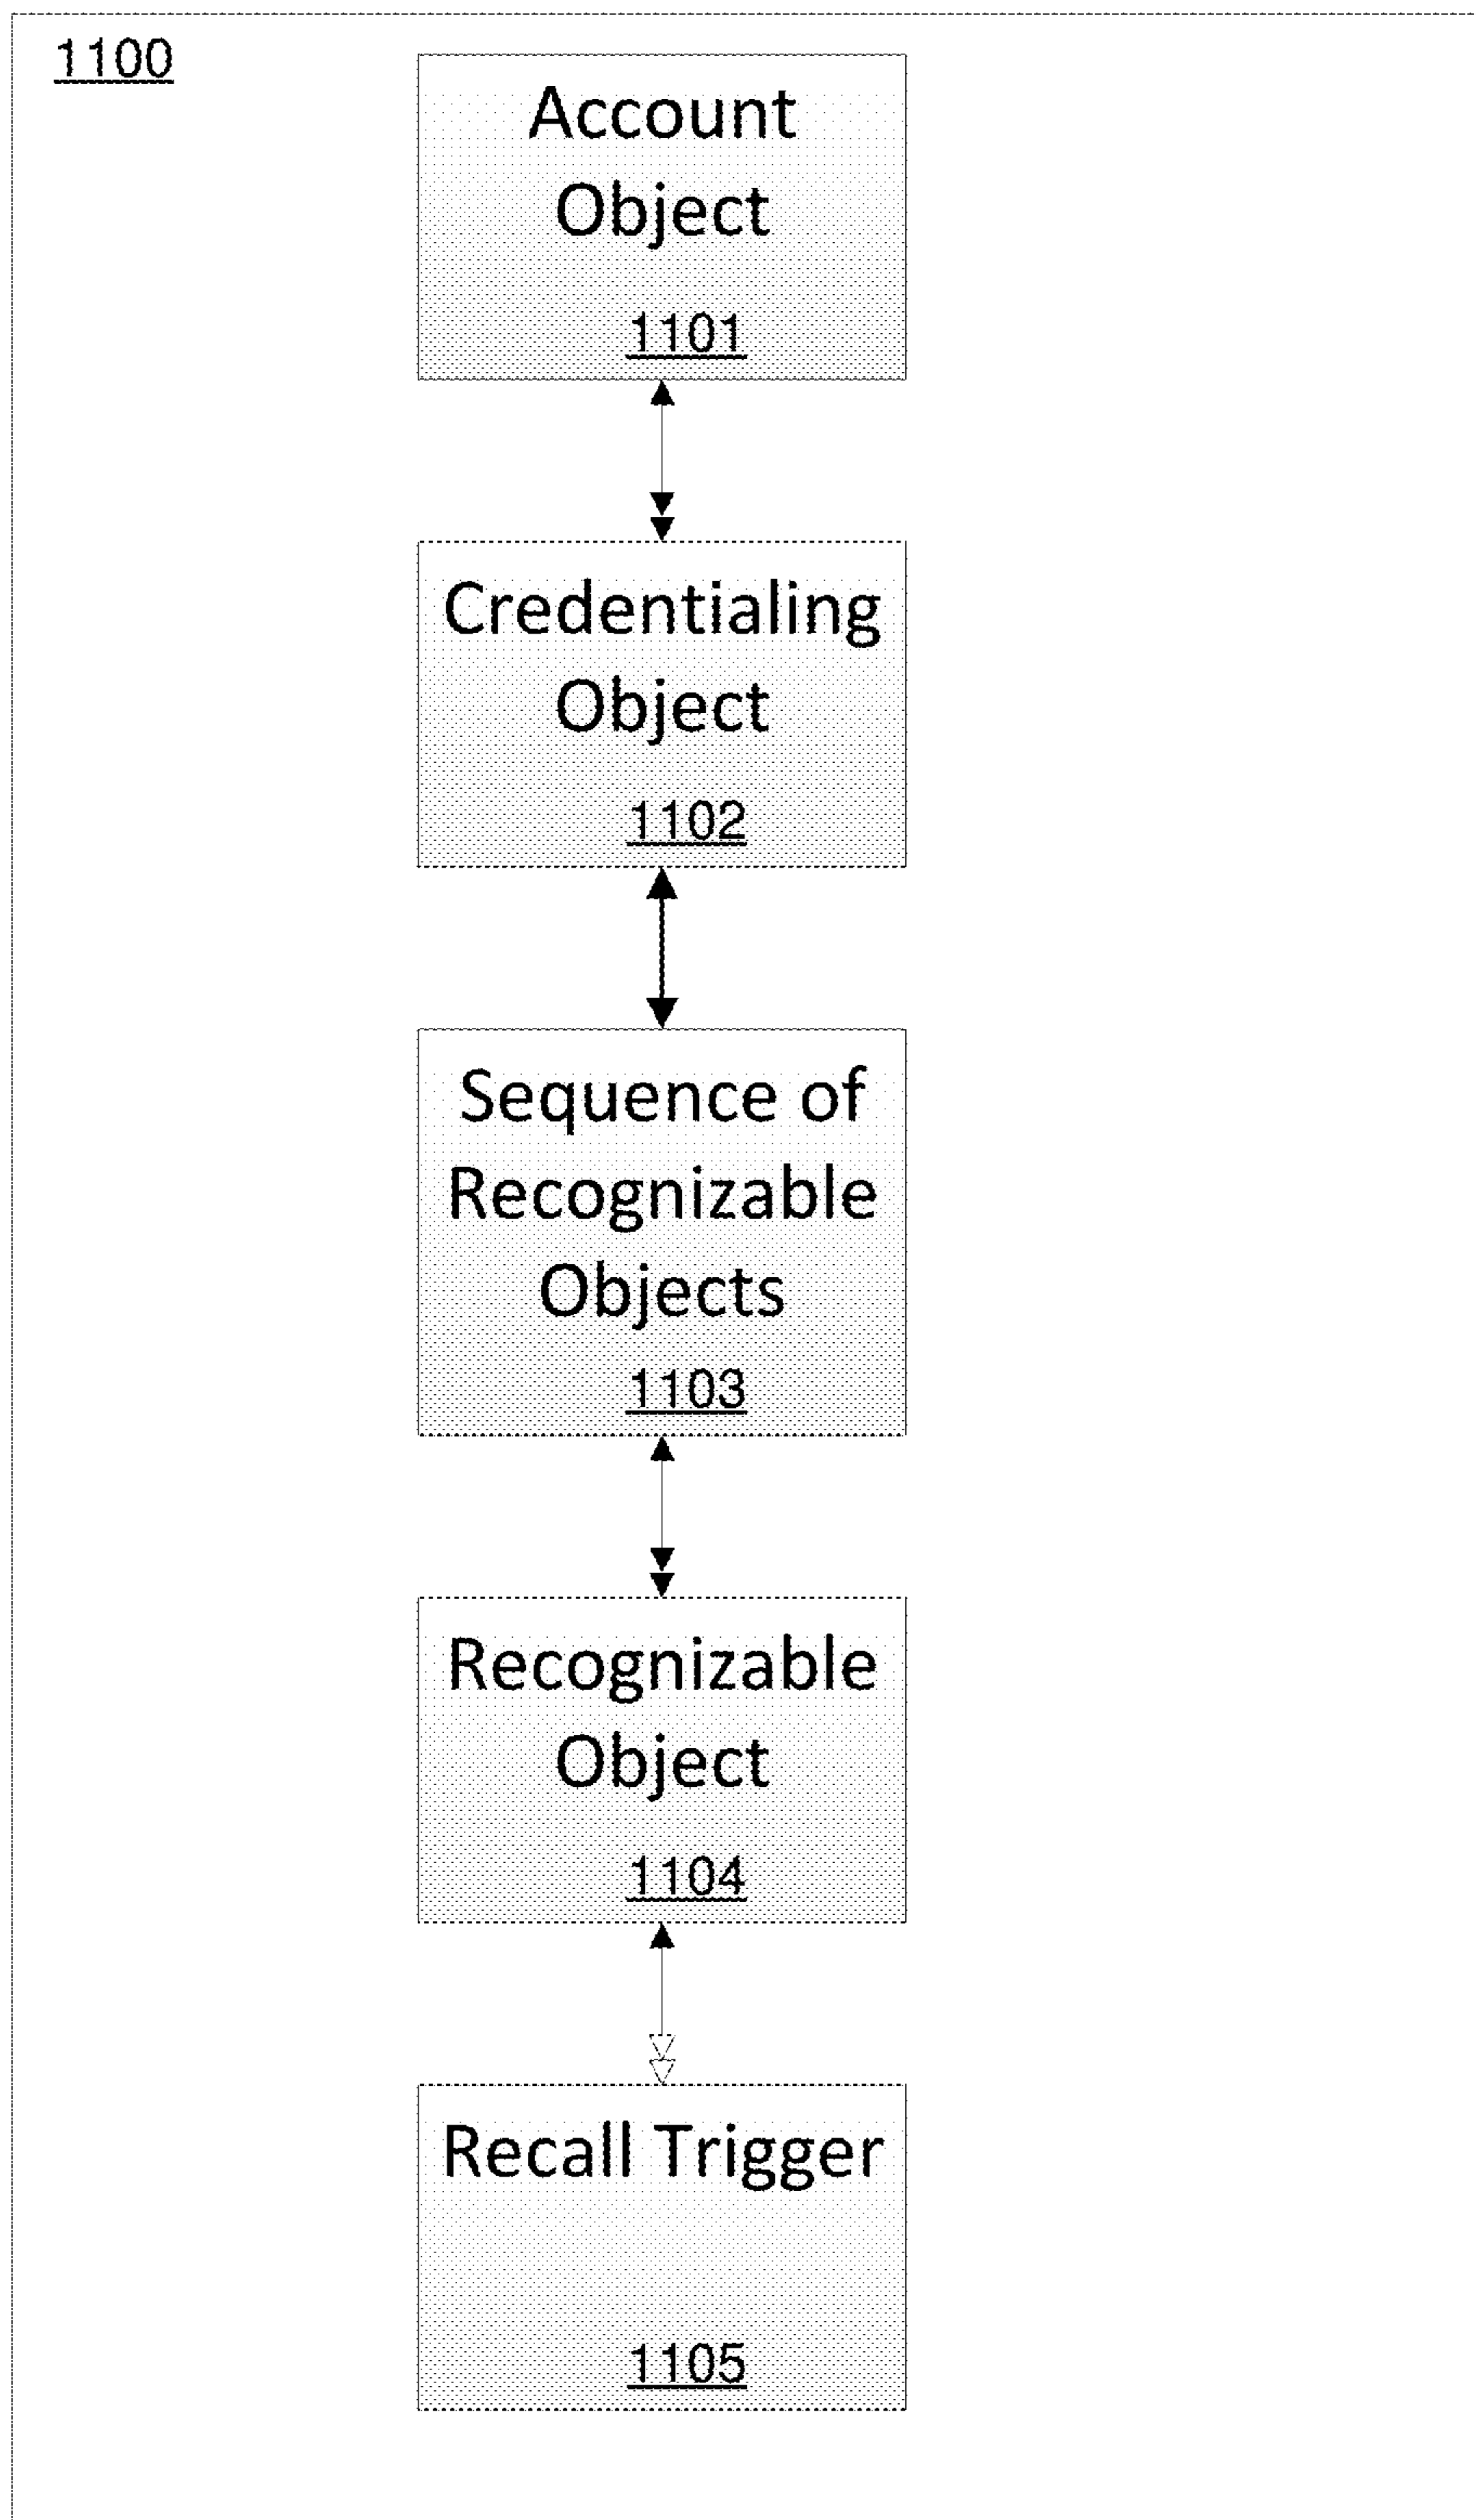 1100
Account
Object
1101
Credentialing
Object
1102
Sequence of
Recognizable
Objects
1103
Recognizable
Object
1104
Recall Trigger
1105